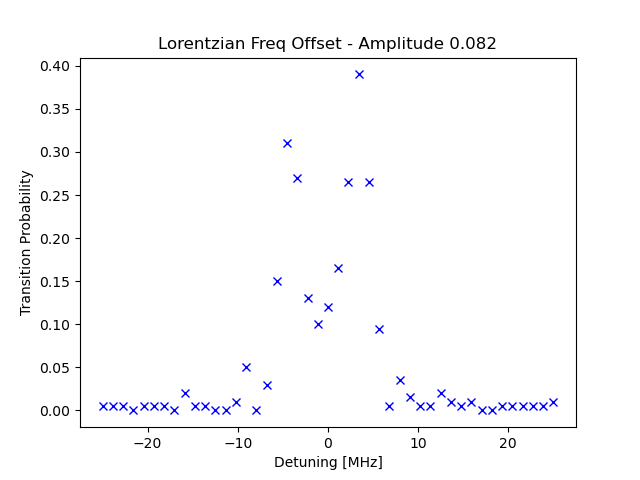 Lorentzian Freq Offset - Amplitude 0.082
Transition Probability
0.40
0.35
0.30
0.25
0.20
0.15
0.10
0.05
0.00
−20 −10 0 10 20
Detuning [MHz]